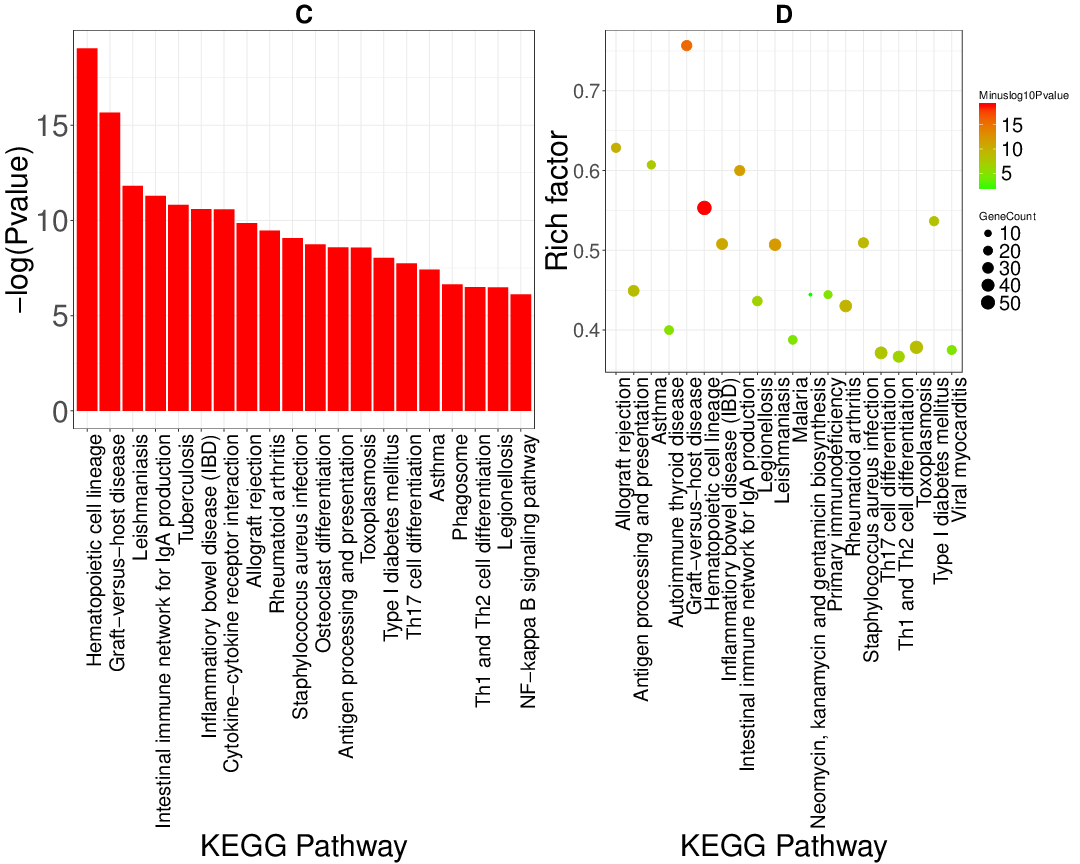 C
−log(Pvalue)
15
10
5
0
Hematopoietic cell lineage
Graft−versus−host disease
Leishmaniasis
Intestinal immune network for IgA production
Tuberculosis
Inflammatory bowel disease (IBD)
Cytokine−cytokine receptor interaction
Allograft rejection
Rheumatoid arthritis
Staphylococcus aureus infection
Osteoclast differentiation
Antigen processing and presentation
Toxoplasmosis
Type I diabetes mellitus
Th17 cell differentiation
Asthma
Phagosome
Th1 and Th2 cell differentiation
Legionellosis
NF−kappa B signaling pathway
KEGG Pathway
D
Rich factor
0.7
0.6
0.5
0.4
Allograft rejection
Antigen processing and presentation
Asthma
Autoimmune thyroid disease
Graft−versus−host disease
Hematopoietic cell lineage
Inflammatory bowel disease (IBD)
Intestinal immune network for IgA production
Legionellosis
Leishmaniasis
Malaria
Neomycin, kanamycin and gentamicin biosynthesis
Primary immunodeficiency
Rheumatoid arthritis
Staphylococcus aureus infection
Th17 cell differentiation
Th1 and Th2 cell differentiation
Toxoplasmosis
Type I diabetes mellitus
Viral myocarditis
KEGG Pathway
Minuslog10Pvalue
15
10
5
GeneCount
10
20
30
40
50